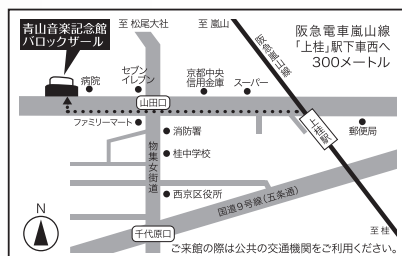 青山音楽記念館
バロックザール
至 松尾大社
至 嵐山
阪急嵐山線
阪急電車嵐山線
「上桂」駅下車西へ
300メートル
病院
セブン
イレブン
京都中央
信用金庫
スーパー
山田口
ファミリーマート
消防署
上桂駅
郵便局
物集女街道
桂中学校
西京区役所
国道9号線(五条通)
N
千代原口
至 桂
ご来館の際は公共の交通機関をご利用ください。